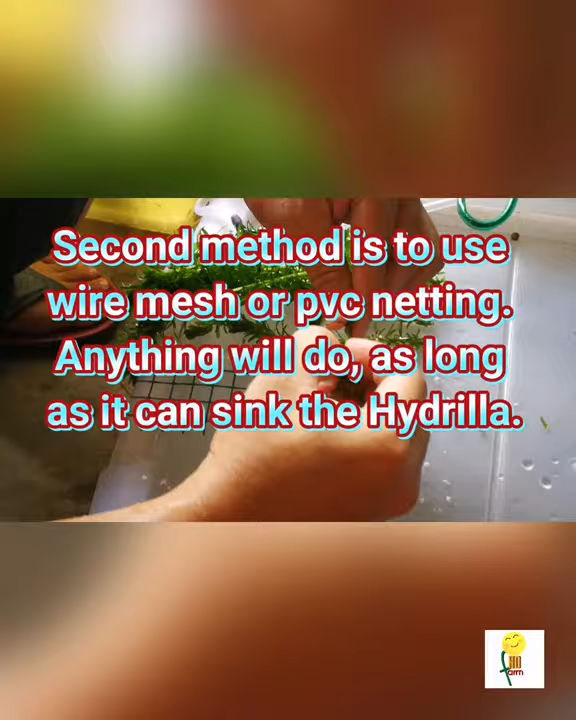 Second method is to use
wire mesh or pvc netting.
Anything will do, as long
as it can sink the Hydrilla.
farm